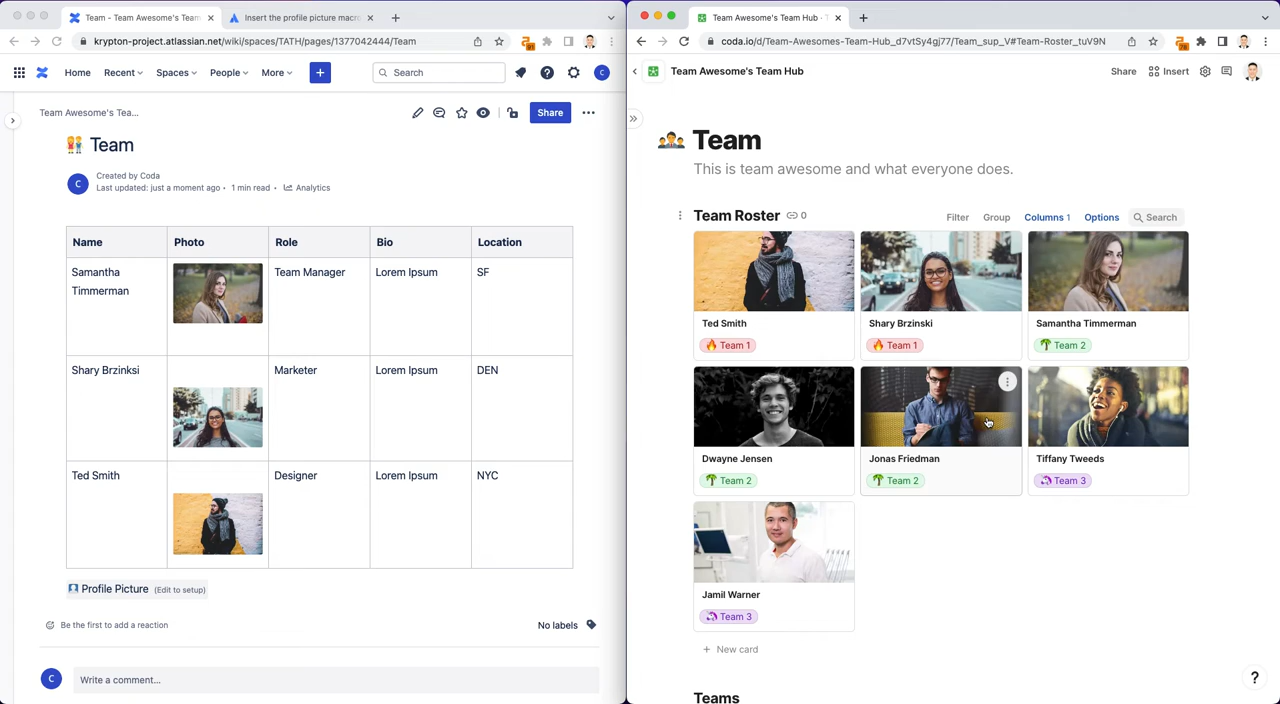 Team - Team Awesome's Team
Insert the profile picture macro
krypton-project.atlassian.net/wiki/spaces/TATH/pages/1377042444/Team
Home Recent Spaces People More + Search ? C
Team Awesome's Tea... Share
Team
C Created by Coda
Last updated: just a moment ago • 1 min read • Analytics
Name Photo Role Bio Location
Samantha Timmerman Team Manager Lorem Ipsum SF
Shary Brzinksi Marketer Lorem Ipsum DEN
Ted Smith Designer Lorem Ipsum NYC
Profile Picture (Edit to setup)
Be the first to add a reaction No labels
C Write a comment...
Team Awesome's Team Hub · T
coda.io/d/Team-Awesomes-Team-Hub_d7vtSy4gj77/Team_sup_V#Team-Roster_tuV9N
Team Awesome's Team Hub Share Insert
Team
This is team awesome and what everyone does.
Team Roster 0 Filter Group Columns 1 Options Search
Ted Smith Shary Brzinski Samantha Timmerman
Team 1 Team 1 Team 2
Dwayne Jensen Jonas Friedman Tiffany Tweeds
Team 2 Team 2 Team 3
Jamil Warner
Team 3
+ New card
Teams
?